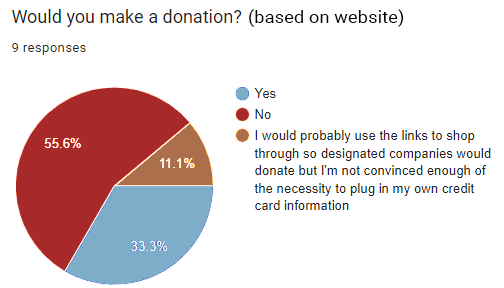 Would you make a donation? (based on website)
9 responses
Yes
No
I would probably use the links to shop
through so designated companies would
donate but I'm not convinced enough of
the necessity to plug in my own credit
card information
55.6%
11.1%
33.3%